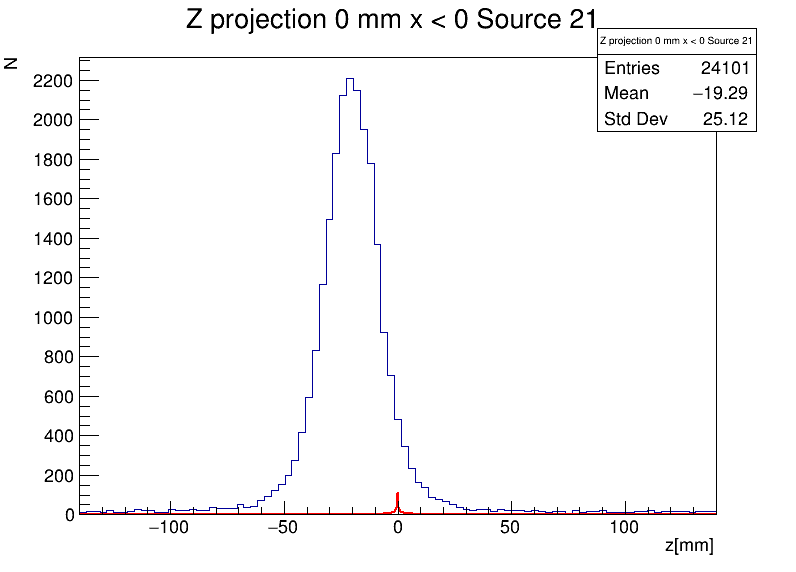 Z projection 0 mm x < 0 Source 21
Z projection 0 mm x < 0 Source 21
Entries 24101
Mean −19.29
Std Dev 25.12
N
2200
2000
1800
1600
1400
1200
1000
800
600
400
200
0
−100 −50 0 50 100
z[mm]